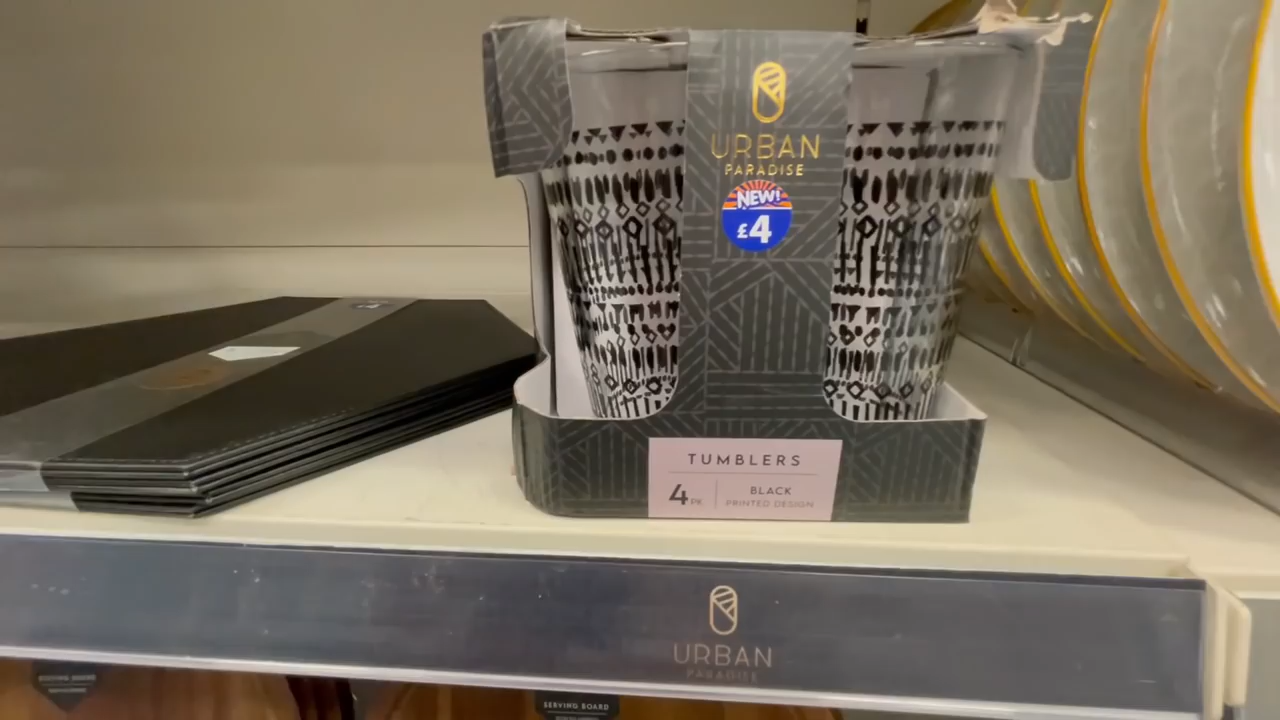 URBAN
PARADISE
NEW!
£4
TUMBLERS
4PK
BLACK
PRINTED DESIGN
URBAN
PARADISE
SERVING BOARD